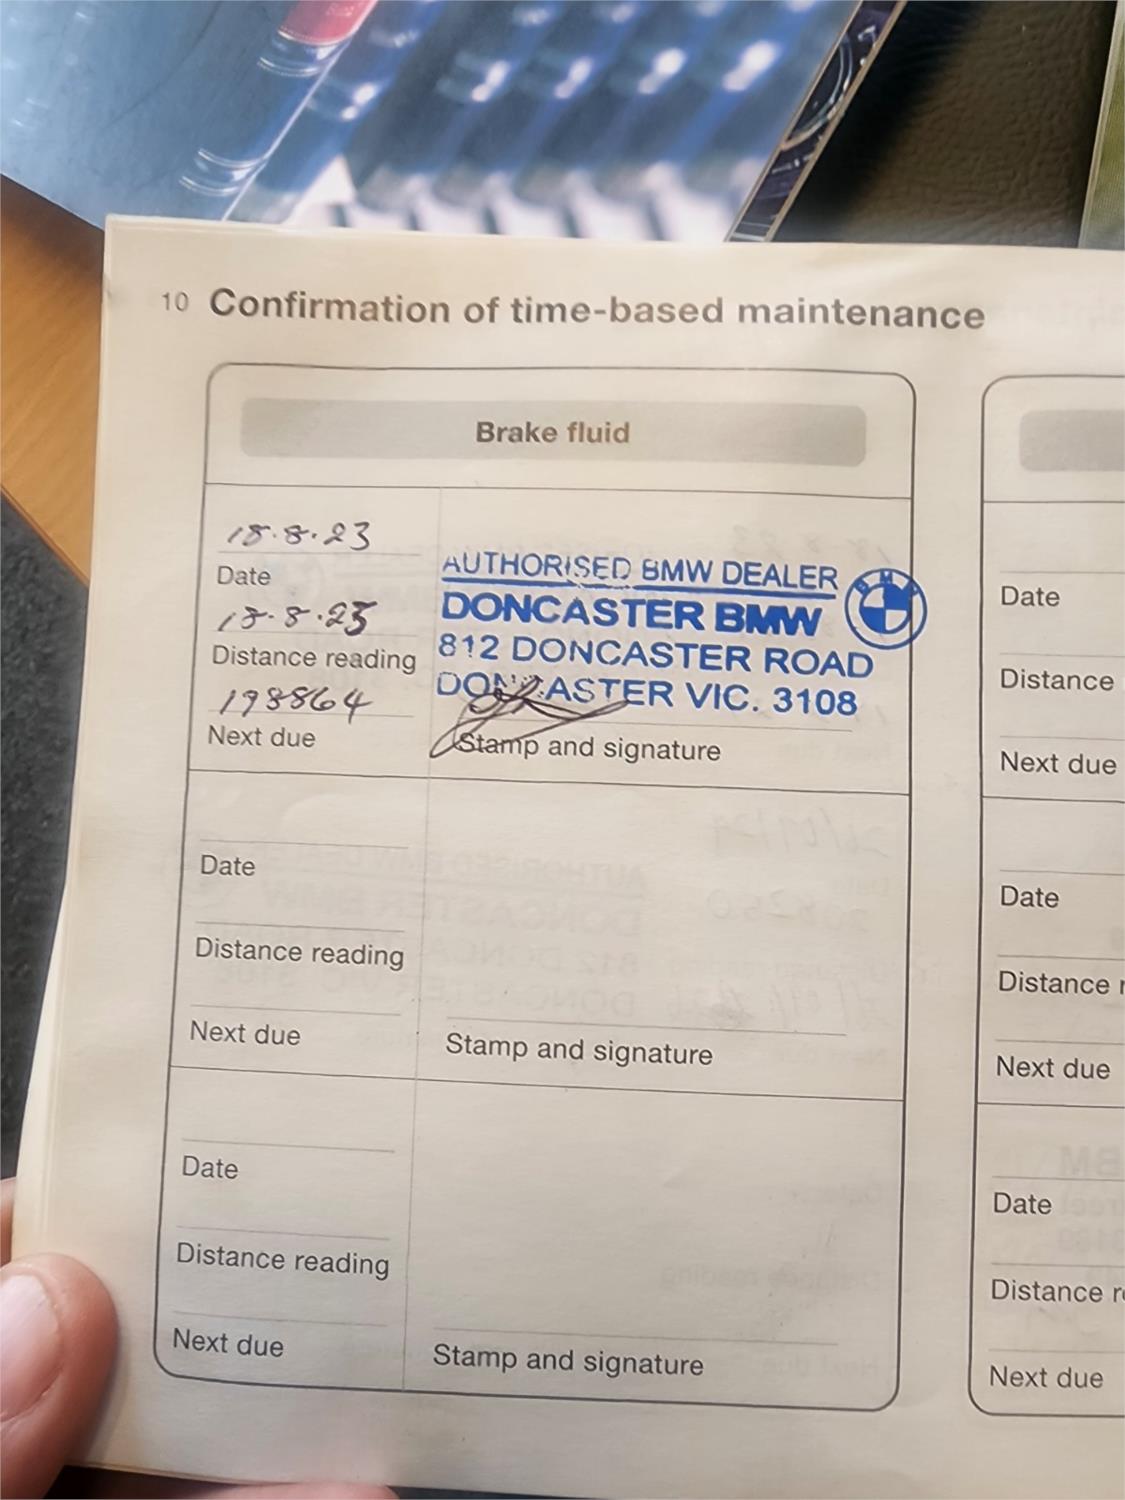 10 Confirmation of time-based maintenance
Brake fluid
18.8.23
Date
18.8.25
Distance reading
198864
Next due
AUTHORISED BMW DEALER
DONCASTER BMW
812 DONCASTER ROAD
DONCASTER VIC. 3108
BMW
Stamp and signature
Date
Distance reading
Next due
Stamp and signature
Date
Distance reading
Next due
Stamp and signature
Date
Distance
Next due
Date
Distance r
Next due
Date
Distance r
Next due